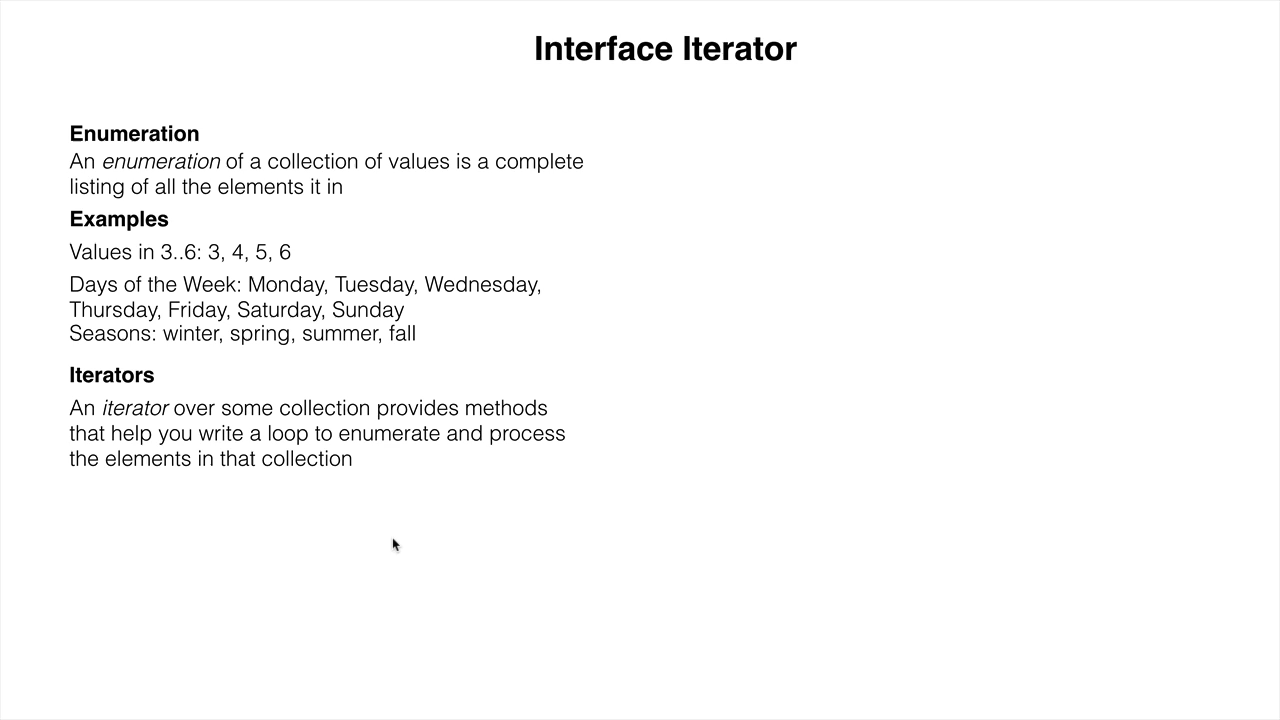 Interface Iterator
Enumeration
An enumeration of a collection of values is a complete
listing of all the elements it in
Examples
Values in 3..6: 3, 4, 5, 6
Days of the Week: Monday, Tuesday, Wednesday,
Thursday, Friday, Saturday, Sunday
Seasons: winter, spring, summer, fall
Iterators
An iterator over some collection provides methods
that help you write a loop to enumerate and process
the elements in that collection